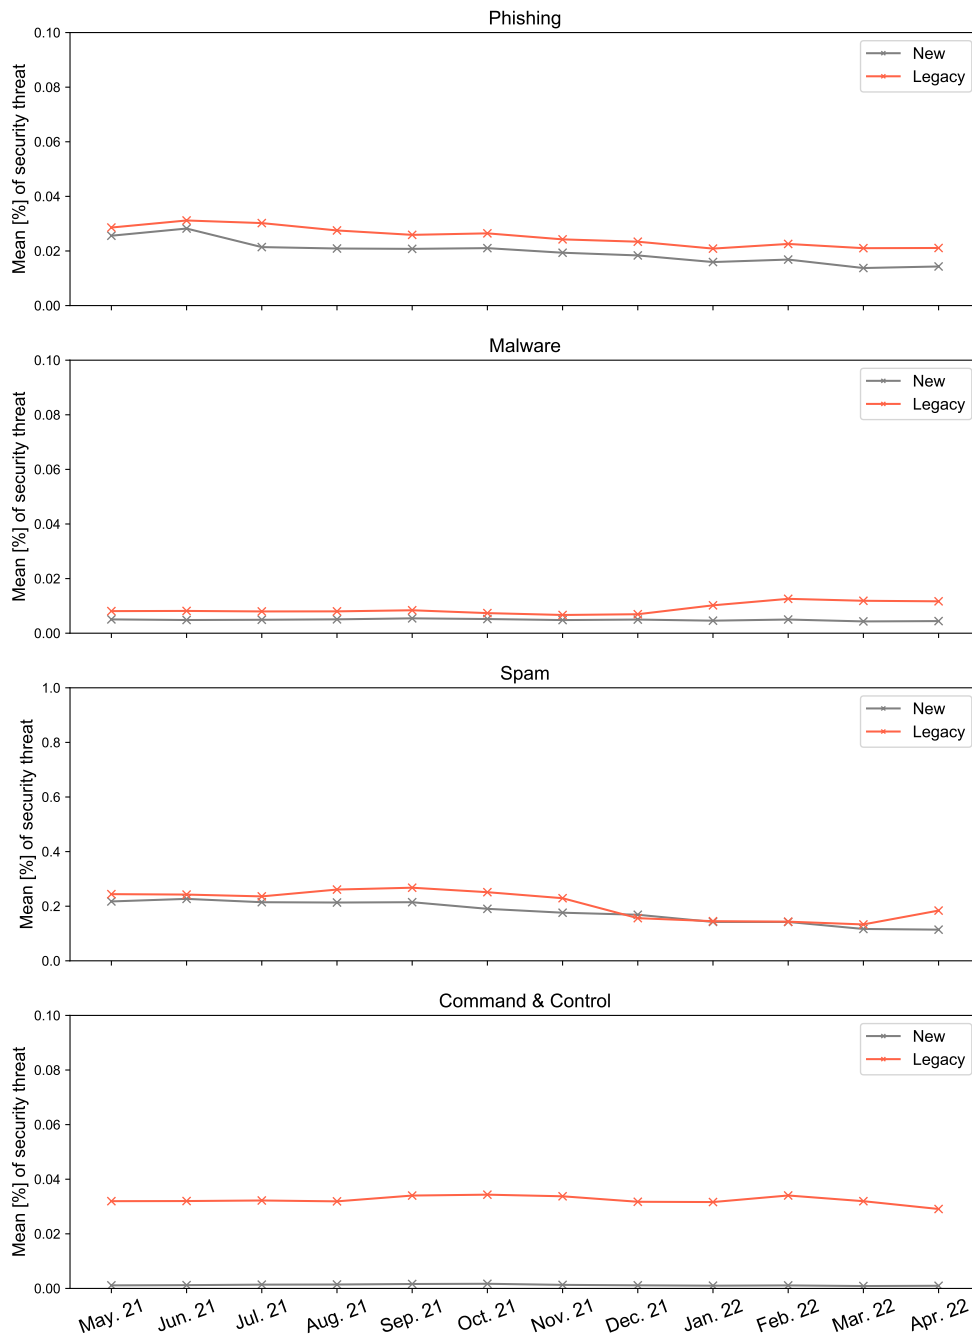 Phishing
0.10
0.08
0.06
0.04
0.02
0.00
Mean [%] of security threat
New
Legacy
Malware
0.10
0.08
0.06
0.04
0.02
0.00
Mean [%] of security threat
New
Legacy
Spam
1.0
0.8
0.6
0.4
0.2
0.0
Mean [%] of security threat
New
Legacy
Command & Control
0.10
0.08
0.06
0.04
0.02
0.00
Mean [%] of security threat
New
Legacy
May. 21 Jun. 21 Jul. 21 Aug. 21 Sep. 21 Oct. 21 Nov. 21 Dec. 21 Jan. 22 Feb. 22 Mar. 22 Apr. 22